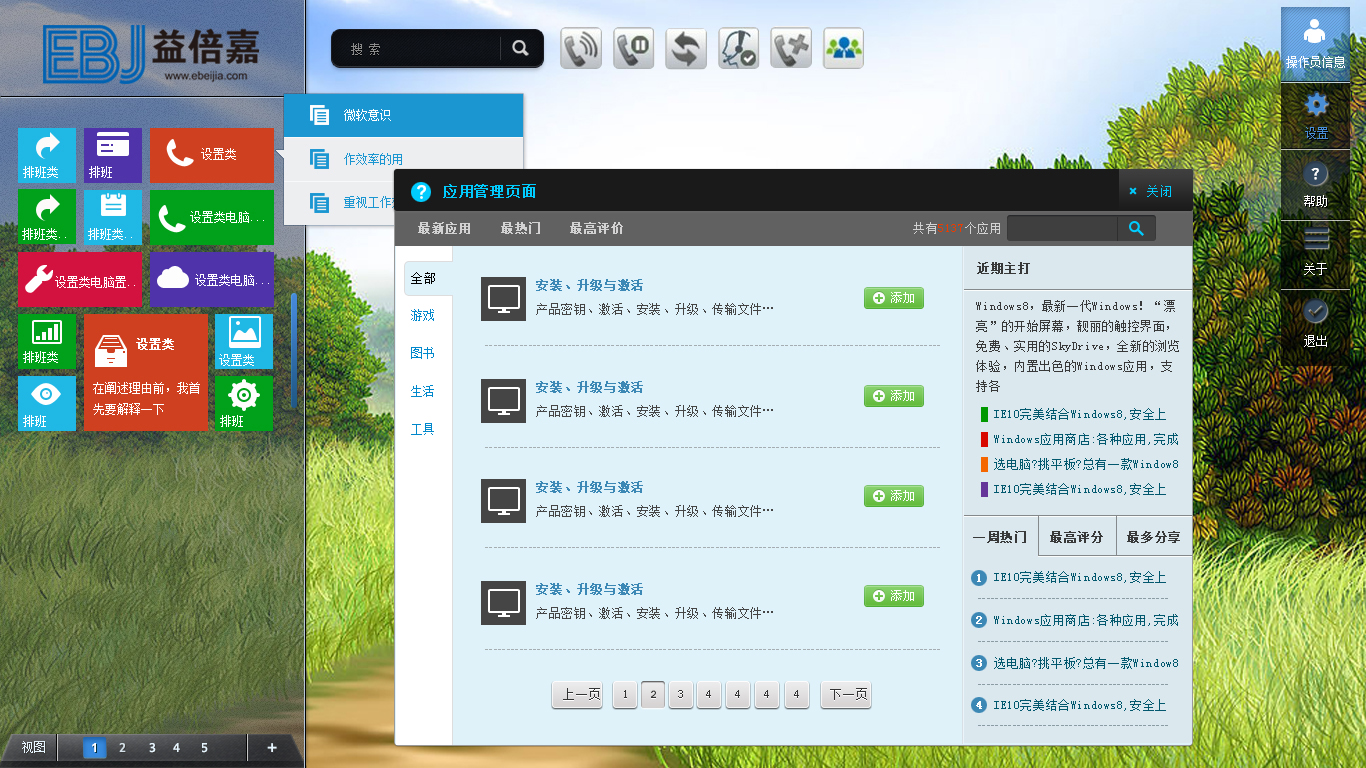 EBJ益倍嘉
www.ebeijia.com
搜 索
操作员信息
设置
帮助
关于
退出
排班类
排班
设置类
排班类..
排班类..
设置类电脑...
设置类电脑置..
设置类电脑...
排班类
设置类
在阐述理由前，我首
先要解释一下
设置类
排班
排班
微软意识
作效率的用
重视工作
应用管理页面
× 关闭
最新应用
最热门
最高评价
共有
个应用
全部
游戏
图书
生活
工具
安装、升级与激活
产品密钥、激活、安装、升级、传输文件…
添加
安装、升级与激活
产品密钥、激活、安装、升级、传输文件…
添加
安装、升级与激活
产品密钥、激活、安装、升级、传输文件…
添加
安装、升级与激活
产品密钥、激活、安装、升级、传输文件…
添加
上一页
1
2
3
4
4
4
4
下一页
近期主打
Windows8，最新一代Windows！“漂
亮”的开始屏幕，靓丽的触控界面，
免费、实用的SkyDrive，全新的浏览
体验，内置出色的Windows应用，支
持各
IE10完美结合Windows8,安全上
Windows应用商店:各种应用,完成
选电脑?挑平板?总有一款Window8
IE10完美结合Windows8,安全上
一周热门
最高评分
最多分享
1 IE10完美结合Windows8,安全上
2 Windows应用商店:各种应用,完成
3 选电脑?挑平板?总有一款Window8
4 IE10完美结合Windows8,安全上
视图
1
2
3
4
5
+